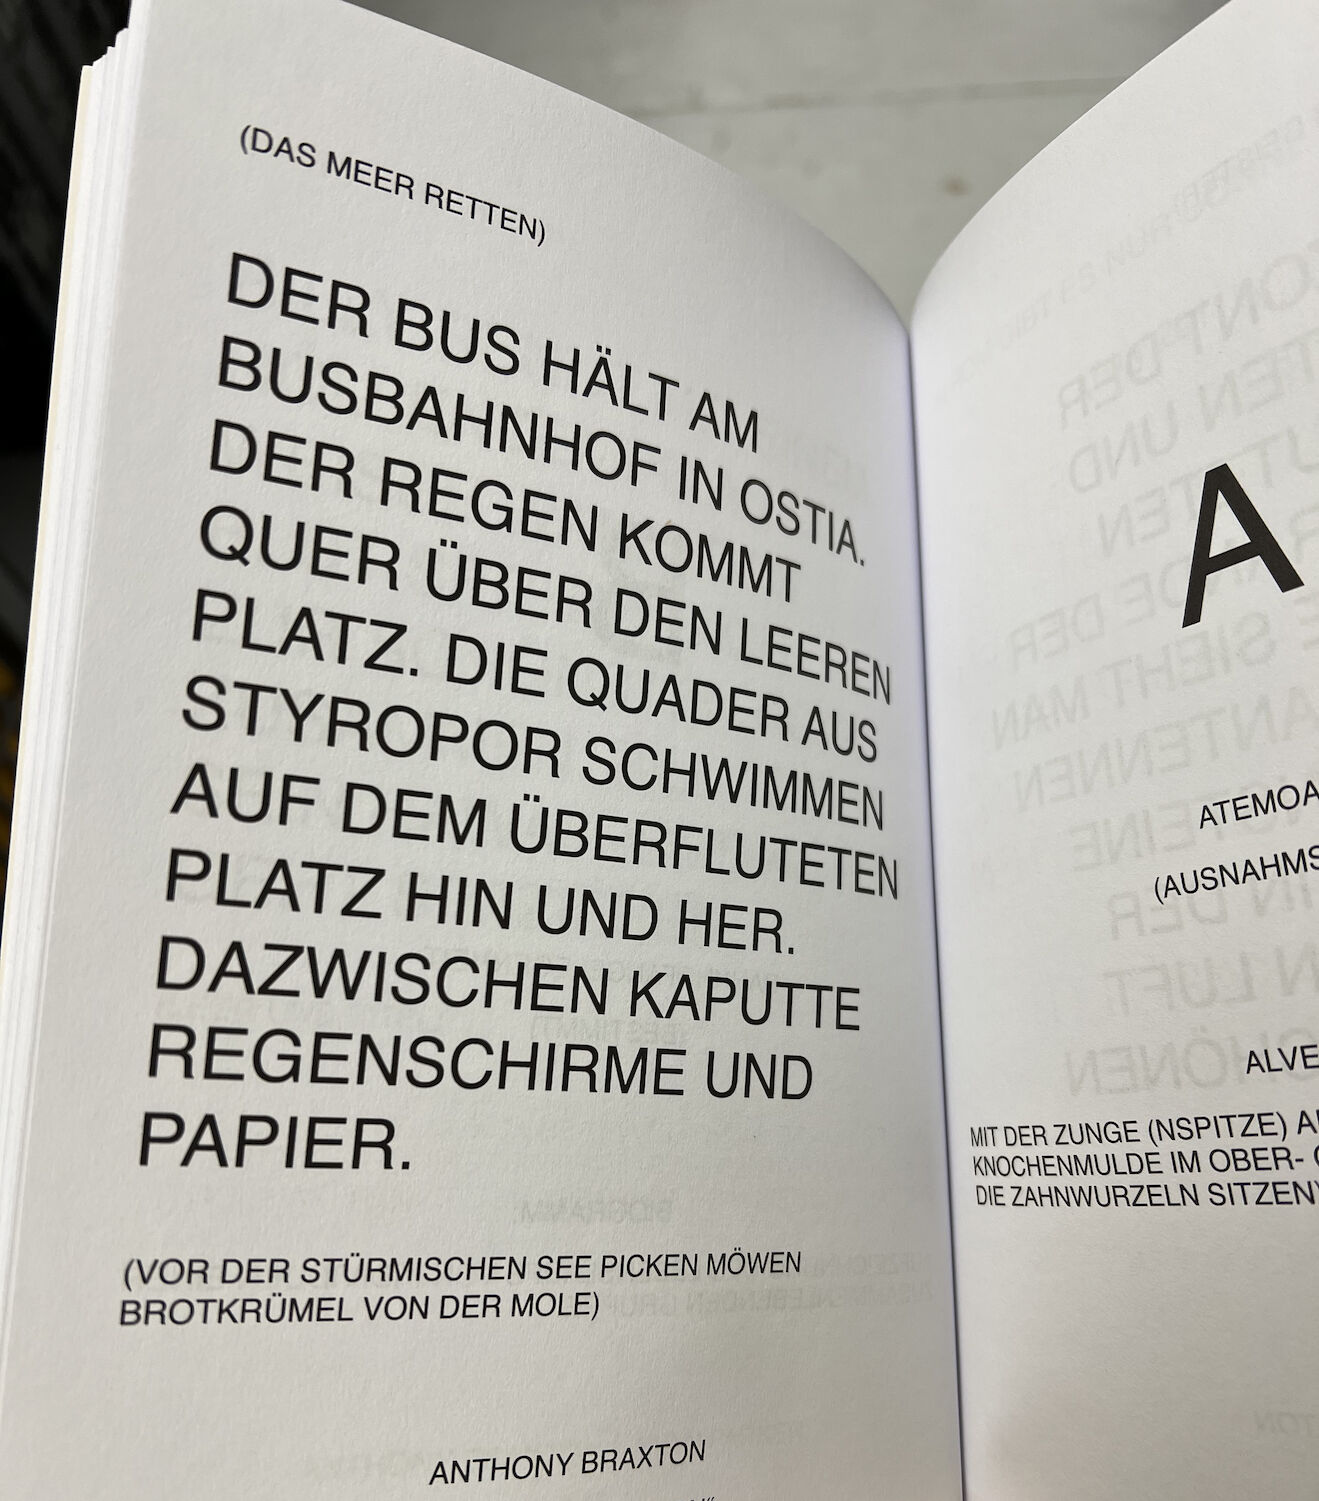 (DAS MEER RETTEN)
DER BUS HÄLT AM
BUSBAHNHOF IN OSTIA.
DER REGEN KOMMT
QUER ÜBER DEN LEEREN
PLATZ. DIE QUADER AUS
STYROPOR SCHWIMMEN
AUF DEM ÜBERFLUTETEN
PLATZ HIN UND HER.
DAZWISCHEN KAPUTTE
REGENSCHIRME UND
PAPIER.
(VOR DER STÜRMISCHEN SEE PICKEN MÖWEN
BROTKRÜMEL VON DER MOLE)
ANTHONY BRAXTON
A
ATEMOA
(AUSNAHMS
ALVE
MIT DER ZUNGE (NSPITZE)
KNOCHENMULDE IM OBER-
DIE ZAHNWURZELN SITZEN